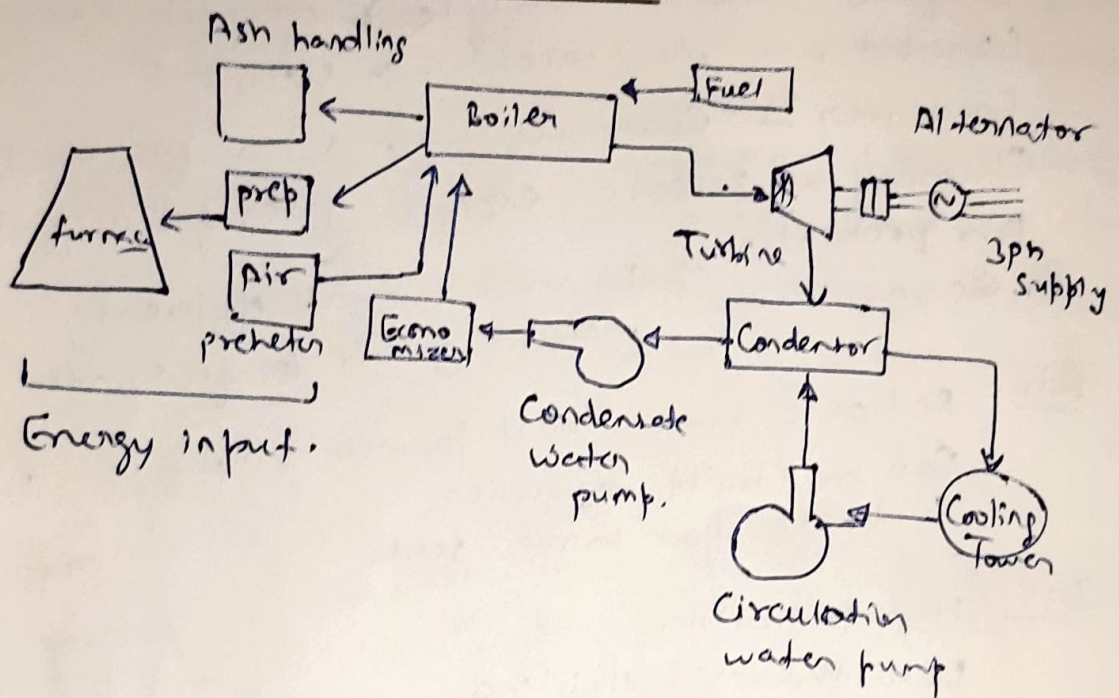 Ash handling
Fuel
Boiler
Alternator
prep
furnace
Turbine
3ph
supply
Air
preheter
Econo
mizer
Condentor
Energy input.
Condensate
water
pump.
Cooling
Tower
Circulation
water pump